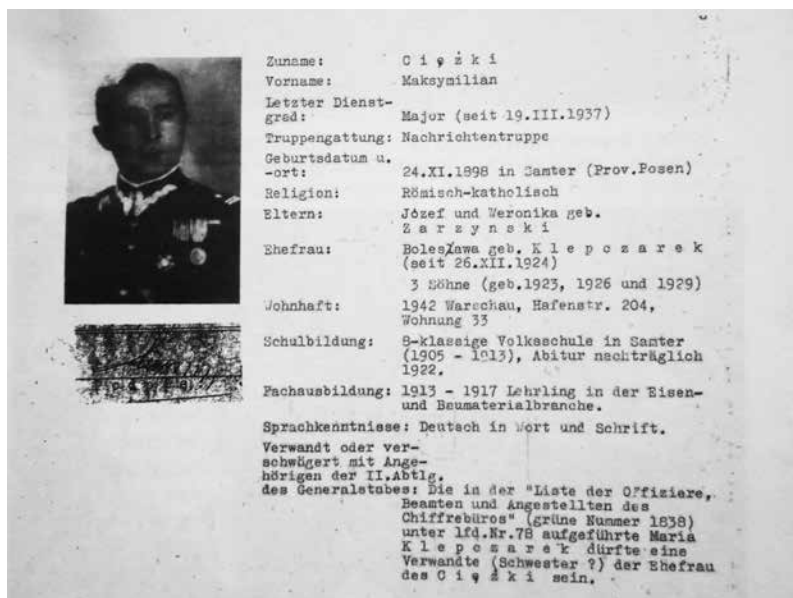 Zuname: C i ę ż k i
Vorname: Maksymilian
Letzter Dienst-
grad: Major (seit 19.III.1937)
Truppengattung: Nachrichtentruppe
Geburtsdatum u.
-ort: 24.XI.1898 in Samter (Prov.Posen)
Religion: Römisch-katholisch
Eltern: Józef und Weronika geb.
Z a r z y n s k i
Ehefrau: Bolesława geb. K l e p c z a r e k
(seit 26.XII.1924)
3 Söhne (geb.1923, 1926 und 1929)
Wohnhaft: 1942 Warschau, Hafenstr. 204,
Wohnung 33
Schulbildung: 8-klassige Volksschule in Samter
(1905 - 1913), Abitur nachträglich
1922.
Fachausbildung: 1913 - 1917 Lehrling in der Eisen-
und Baumaterialbranche.
Sprachkenntnisse: Deutsch in Wort und Schrift.
Verwandt oder ver-
schwägert mit Ange-
hörigen der II.Abtlg.
des Generalstabes: Die in der "Liste der Offiziere,
Beamten und Angestellten des
Chiffrebüros" (grüne Nummer 1838)
unter lfd.Nr.78 aufgeführte Maria
K l e p c z a r e k dürfte eine
Verwandte (Schwester ?) der Ehefrau
des C i ę ż k i sein.